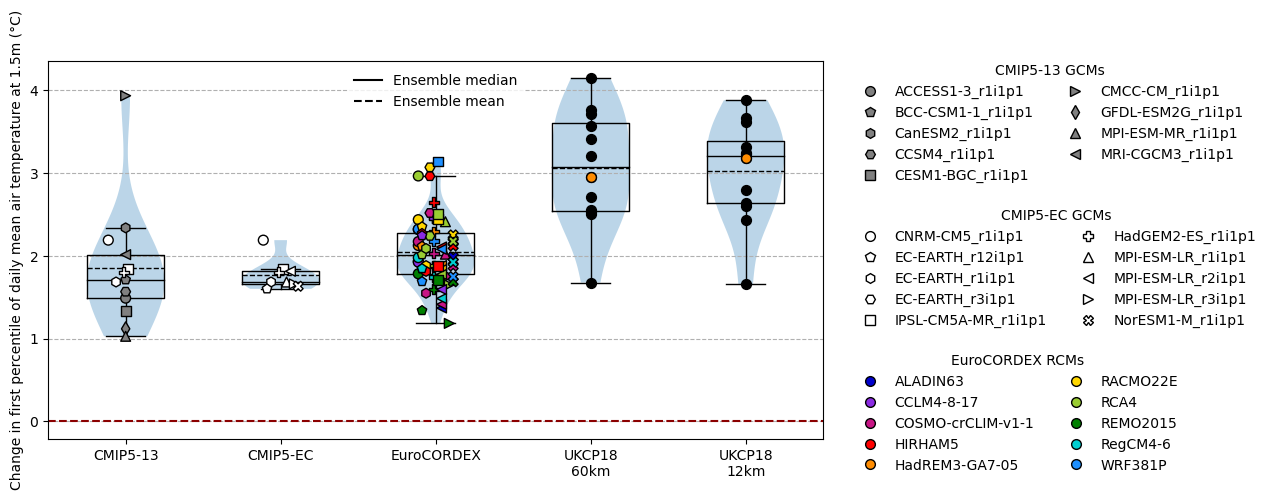 Change in first percentile of daily mean air temperature at 1.5m (°C)
4
3
2
1
0
Ensemble median
Ensemble mean
CMIP5-13
CMIP5-EC
EuroCORDEX
UKCP18
60km
UKCP18
12km
CMIP5-13 GCMs
ACCESS1-3_r1i1p1
BCC-CSM1-1_r1i1p1
CanESM2_r1i1p1
CCSM4_r1i1p1
CESM1-BGC_r1i1p1
CMCC-CM_r1i1p1
GFDL-ESM2G_r1i1p1
MPI-ESM-MR_r1i1p1
MRI-CGCM3_r1i1p1
CMIP5-EC GCMs
CNRM-CM5_r1i1p1
EC-EARTH_r12i1p1
EC-EARTH_r1i1p1
EC-EARTH_r3i1p1
IPSL-CM5A-MR_r1i1p1
HadGEM2-ES_r1i1p1
MPI-ESM-LR_r1i1p1
MPI-ESM-LR_r2i1p1
MPI-ESM-LR_r3i1p1
NorESM1-M_r1i1p1
EuroCORDEX RCMs
ALADIN63
CCLM4-8-17
COSMO-crCLIM-v1-1
HIRHAM5
HadREM3-GA7-05
RACMO22E
RCA4
REMO2015
RegCM4-6
WRF381P